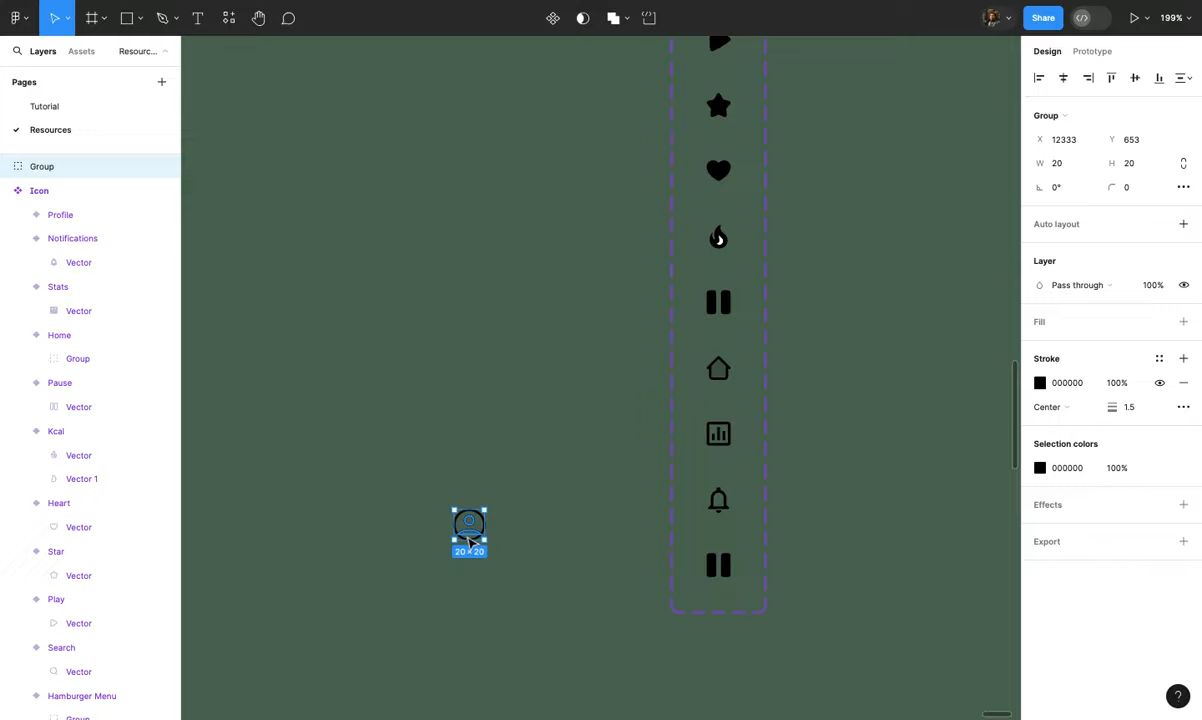 Share
199%
Layers
Assets
Resourc...
Pages
Tutorial
Resources
Group
Icon
Profile
Notifications
Vector
Stats
Vector
Home
Group
Pause
Vector
Kcal
Vector
Vector 1
Heart
Vector
Star
Vector
Play
Vector
Search
Vector
Hamburger Menu
Group
20 × 20
Design
Prototype
Group
X 12333 Y 653
W 20 H 20
0° 0
Auto layout
Layer
Pass through 100%
Fill
Stroke
000000 100%
Center 1.5
Selection colors
000000 100%
Effects
Export
?